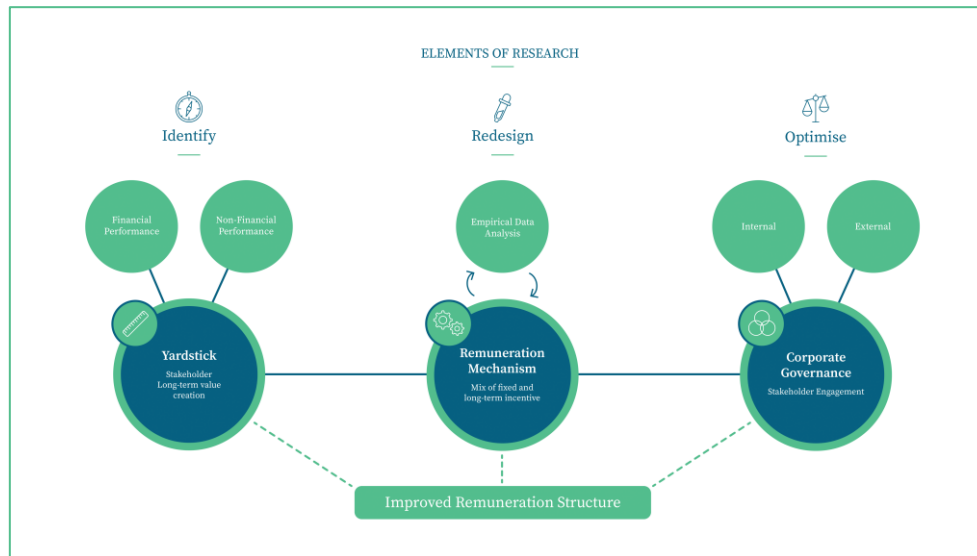 ELEMENTS OF RESEARCH
Identify
Redesign
Optimise
Financial
Performance
Non-Financial
Performance
Empirical Data
Analysis
Internal
External
Yardstick
Stakeholder
Long-term value
creation
Remuneration
Mechanism
Mix of fixed and
long-term incentive
Corporate
Governance
Stakeholder Engagement
Improved Remuneration Structure